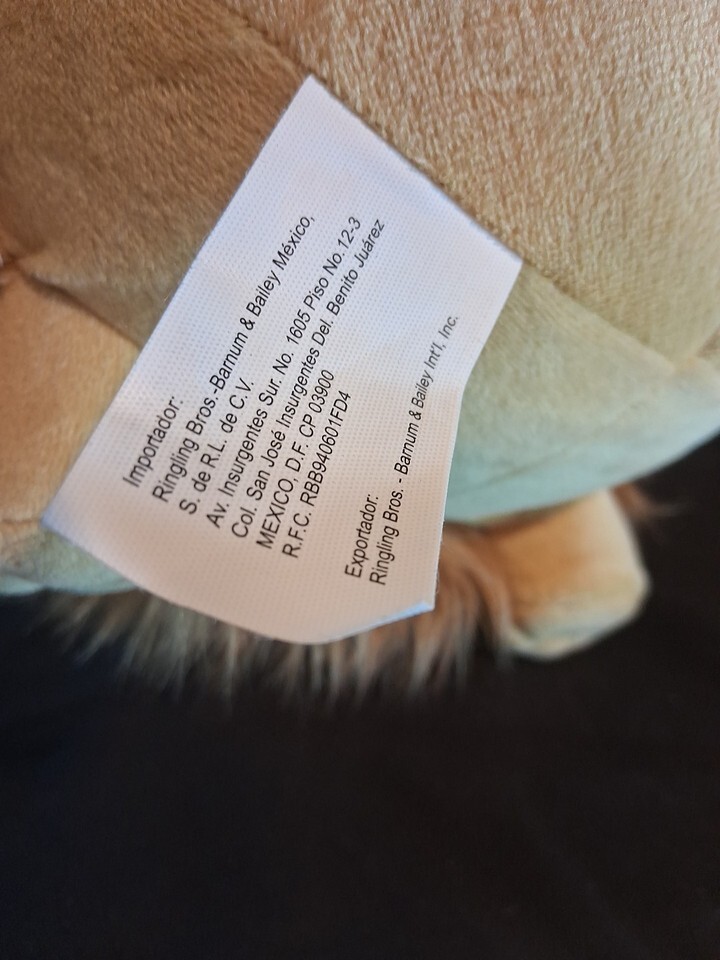 Importador:
Ringling Bros.-Barnum & Bailey México,
S. de R.L. de C.V.
Av. Insurgentes Sur. No. 1605 Piso No.12-3
Col. San José Insurgentes Del. Benito Juárez
MEXICO, D.F. CP 03900
R.F.C. RBB940601FD4
Exportador:
Ringling Bros. - Barnum & Bailey Int'l, Inc.